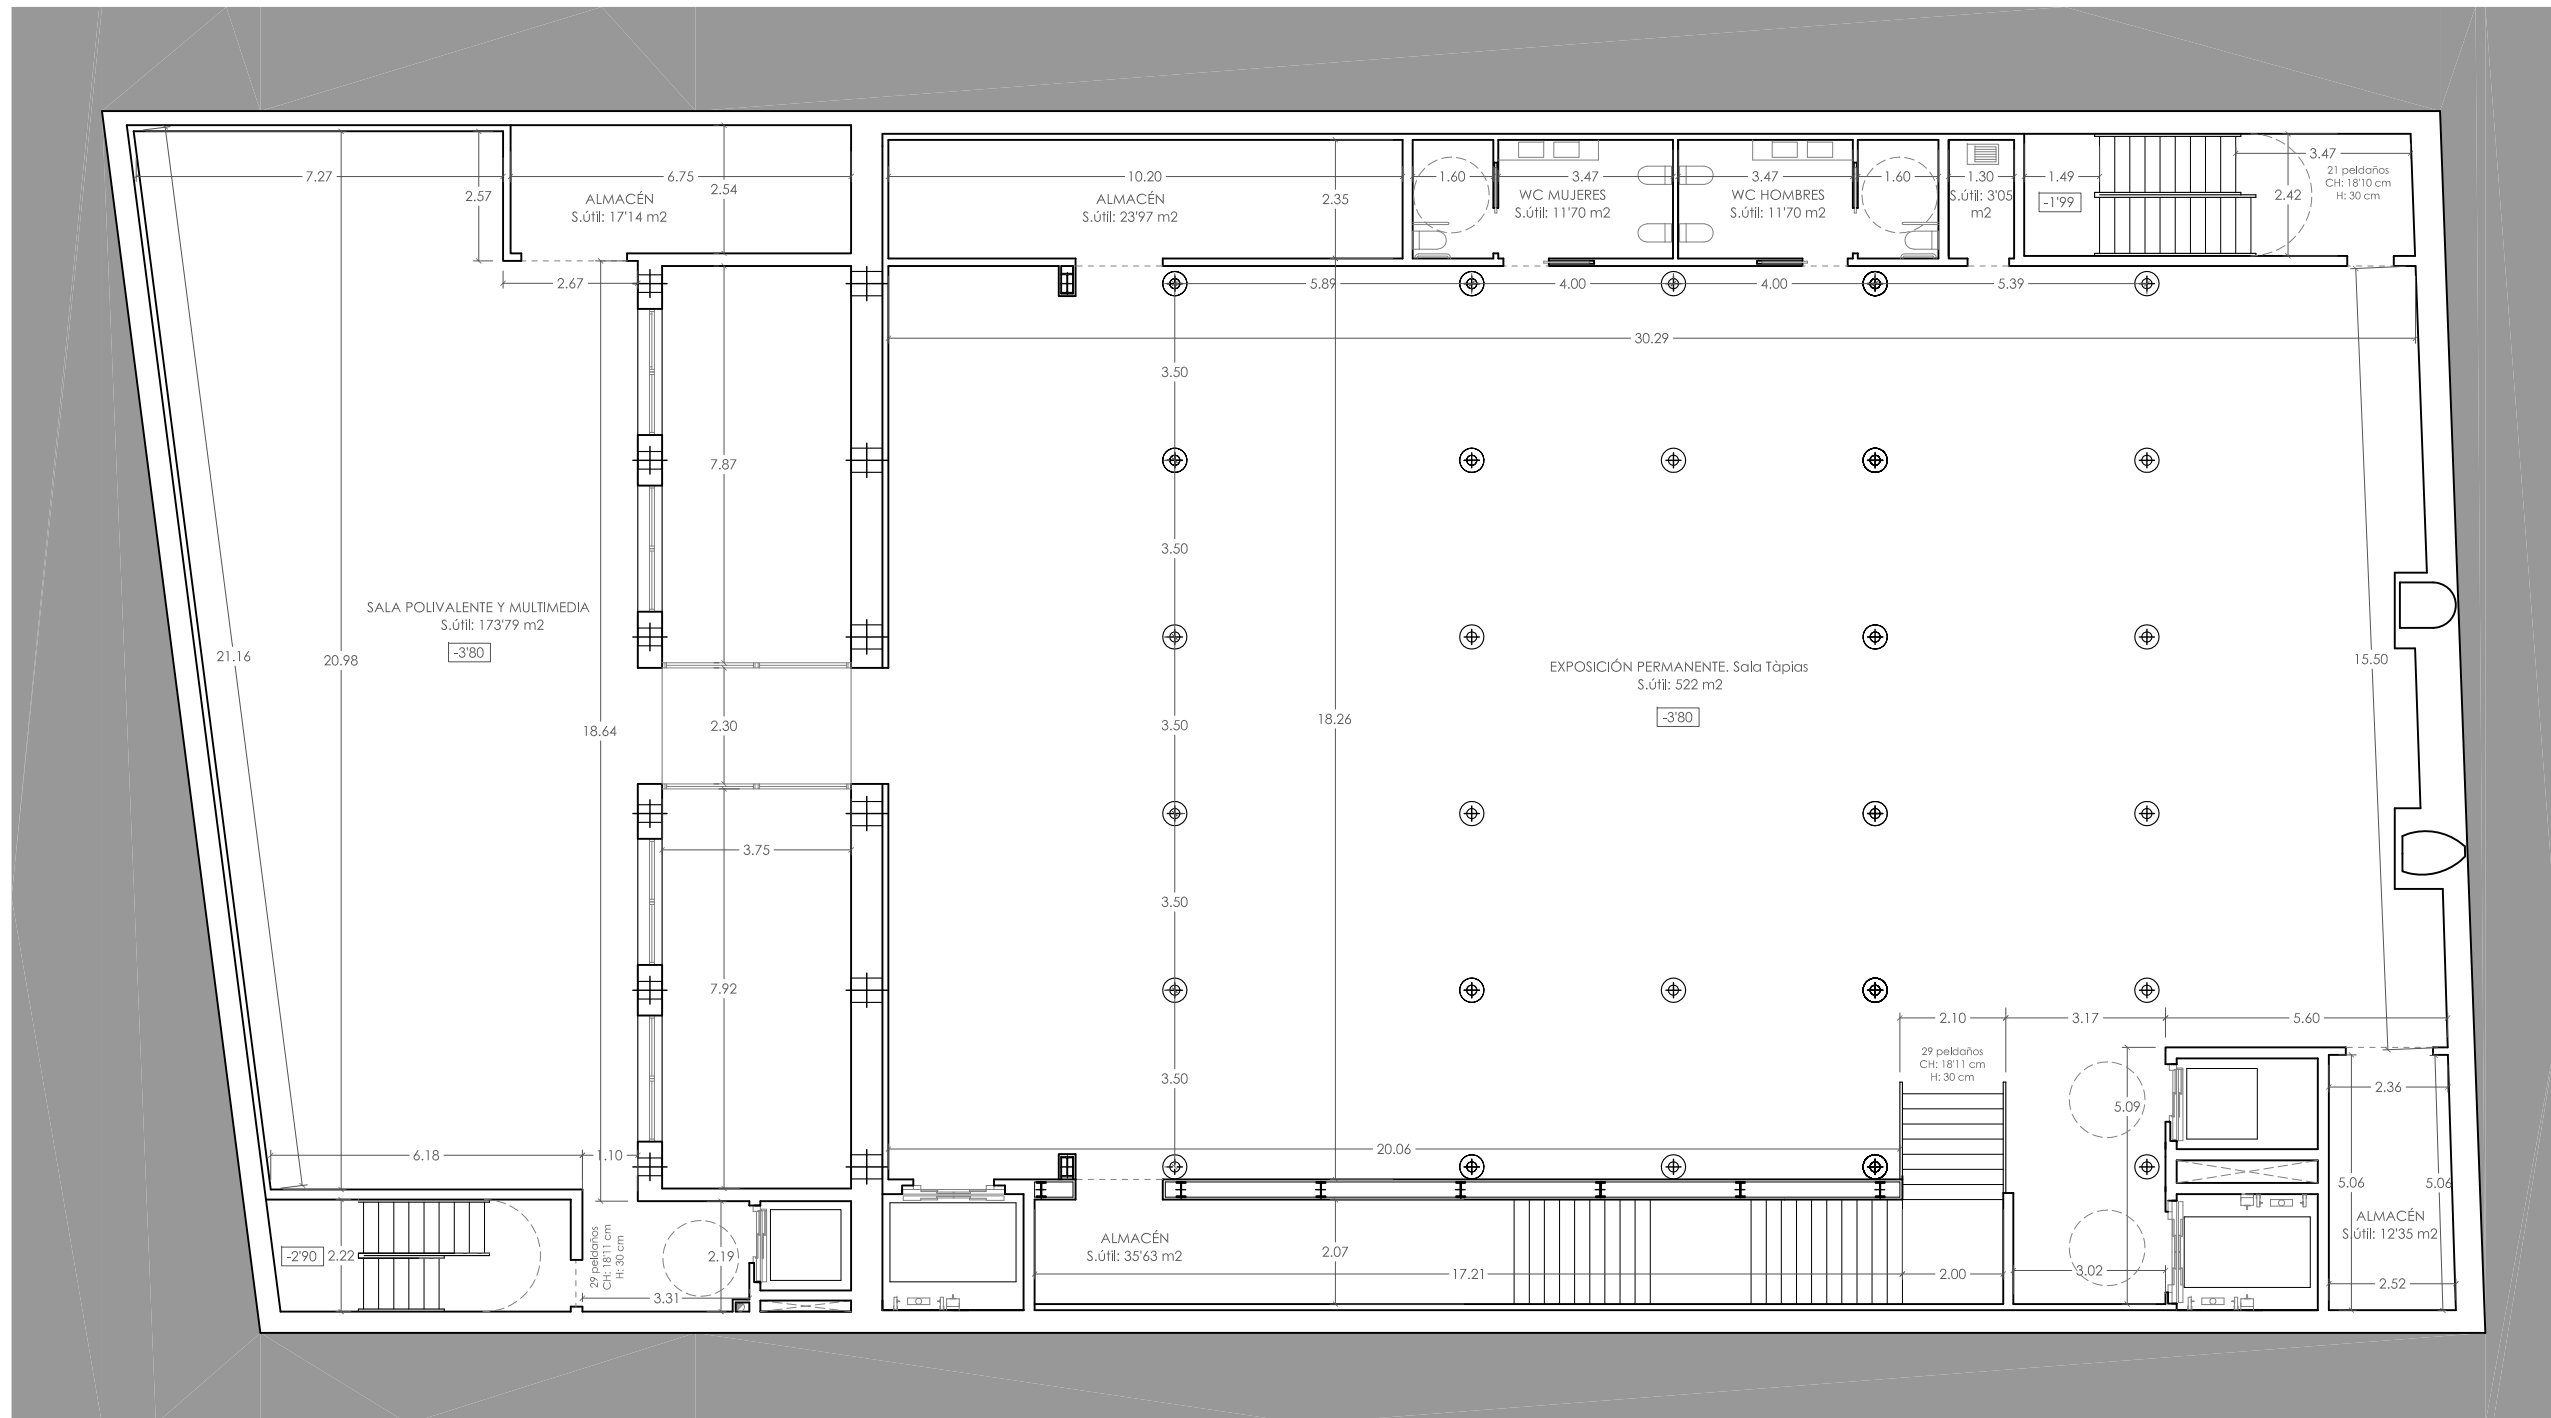 7.27
2.57
6.75
2.54
ALMACÉN
S.útil: 17'14 m2
10.20
ALMACÉN
S.útil: 23'97 m2
2.35
1.60
3.47
WC MUJERES
S.útil: 11'70 m2
3.47
WC HOMBRES
S.útil: 11'70 m2
1.60
1.30
S.útil: 3'05
m2
1.49
-1'99
2.42
3.47
21 peldaños
CH: 18'10 cm
H: 30 cm
2.67
5.89
4.00
4.00
5.39
30.29
3.50
7.87
3.50
3.50
3.50
3.50
SALA POLIVALENTE Y MULTIMEDIA
S.útil: 173'79 m2
-3'80
21.16
20.98
18.64
2.30
18.26
EXPOSICIÓN PERMANENTE. Sala Tàpias
S.útil: 522 m2
-3'80
15.50
3.75
7.92
2.10
3.17
5.60
29 peldaños
CH: 18'11 cm
H: 30 cm
5.09
2.36
6.18
1.10
20.06
5.06
5.06
ALMACÉN
S.útil: 12'35 m2
-2'90
2.22
29 peldaños
CH: 18'11 cm
H: 30 cm
2.19
3.31
ALMACÉN
S.útil: 35'63 m2
2.07
17.21
2.00
3.02
2.52